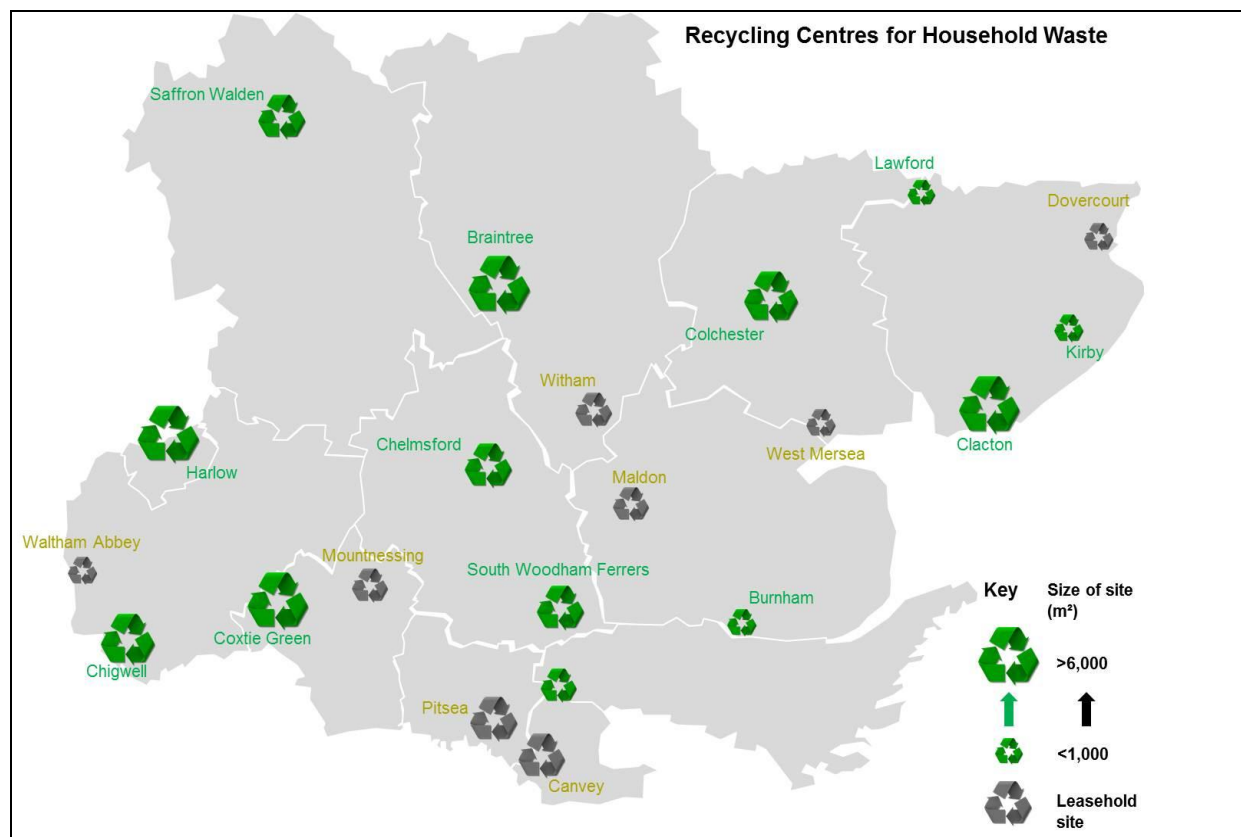 Recycling Centres for Household Waste
Saffron Walden
Lawford
Dovercourt
Braintree
Colchester
Kirby
Witham
Clacton
Chelmsford
West Mersea
Harlow
Maldon
Waltham Abbey
Mountnessing
South Woodham Ferrers
Burnham
Coxtie Green
Chigwell
Pitsea
Canvey
Key
Size of site
(m²)
>6,000
<1,000
Leasehold
site